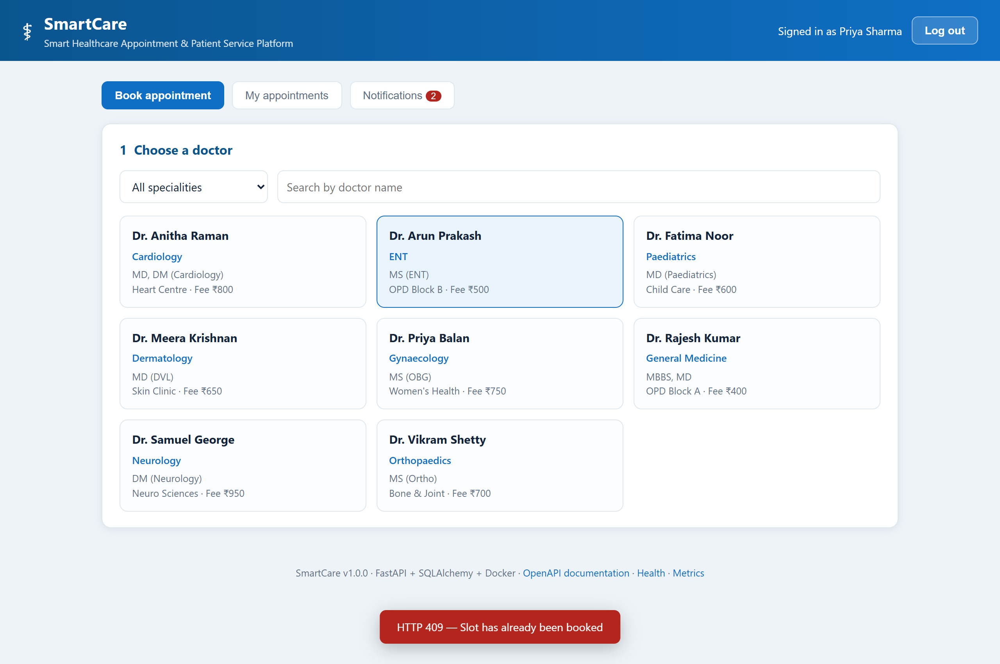 SmartCare
Smart Healthcare Appointment & Patient Service Platform
Signed in as Priya Sharma
Log out
Book appointment
My appointments
Notifications 2
1 Choose a doctor
All specialities
Search by doctor name
Dr. Anitha Raman
Cardiology
MD, DM (Cardiology)
Heart Centre · Fee ₹800
Dr. Arun Prakash
ENT
MS (ENT)
OPD Block B · Fee ₹500
Dr. Fatima Noor
Paediatrics
MD (Paediatrics)
Child Care · Fee ₹600
Dr. Meera Krishnan
Dermatology
MD (DVL)
Skin Clinic · Fee ₹650
Dr. Priya Balan
Gynaecology
MS (OBG)
Women's Health · Fee ₹750
Dr. Rajesh Kumar
General Medicine
MBBS, MD
OPD Block A · Fee ₹400
Dr. Samuel George
Neurology
DM (Neurology)
Neuro Sciences · Fee ₹950
Dr. Vikram Shetty
Orthopaedics
MS (Ortho)
Bone & Joint · Fee ₹700
SmartCare v1.0.0 · FastAPI + SQLAlchemy + Docker · OpenAPI documentation · Health · Metrics
HTTP 409 — Slot has already been booked